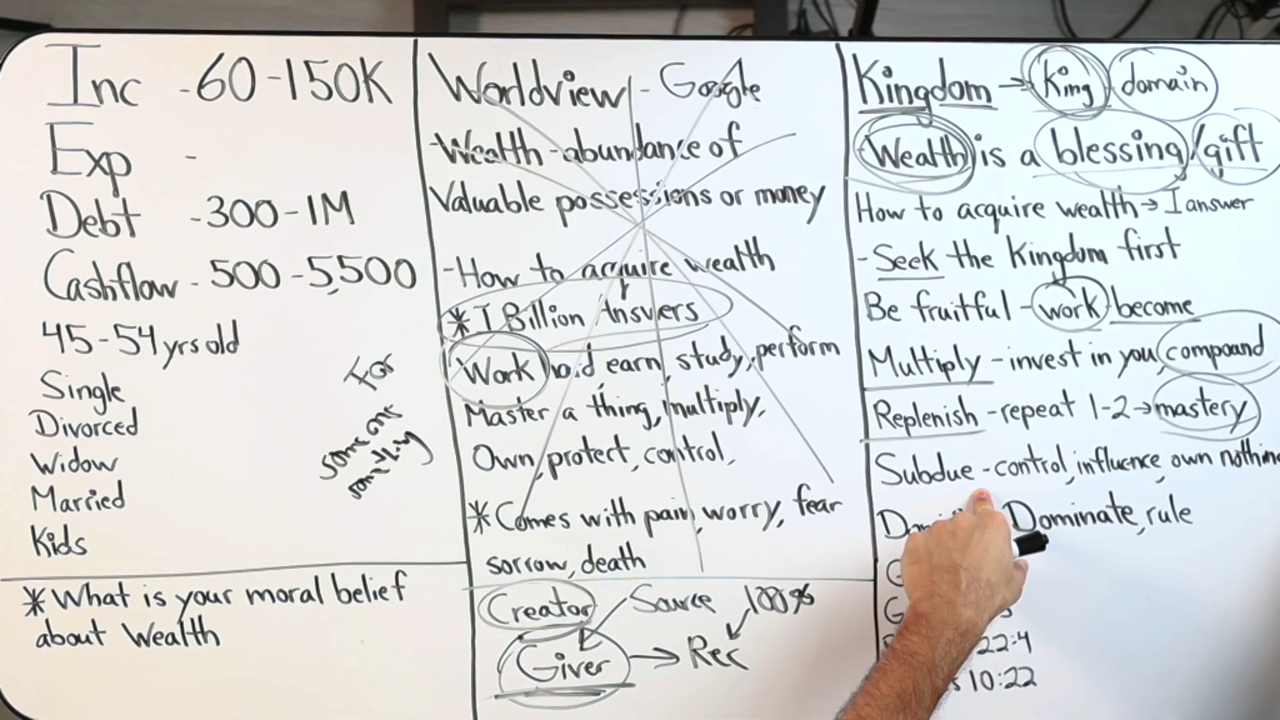 Inc - 60 - 150K
Exp -
Debt - 300 - 1M
Cashflow - 500 - 5,500
45 - 54 yrs old
Single
Divorced
Widow
Married
Kids
For
someone
* What is your moral belief
about Wealth
Worldview - Google
- Wealth - abundance of
Valuable possessions or money
- How to acquire wealth
* 1 Billion Answers
Work hard earn, study, perform
Master a thing, multiply,
Own, protect, control,
* Comes with pain, worry, fear
sorrow, death
Creator Source 100%
Giver → Rec
Kingdom → King domain
- Wealth is a blessing / gift
How to acquire wealth → 1 answer
- Seek the Kingdom first
Be fruitful - work become
Multiply - invest in you, compound
Replenish - repeat 1-2 → mastery
Subdue - control, influence, own nothing
Dominate, rule
22:4
10:22